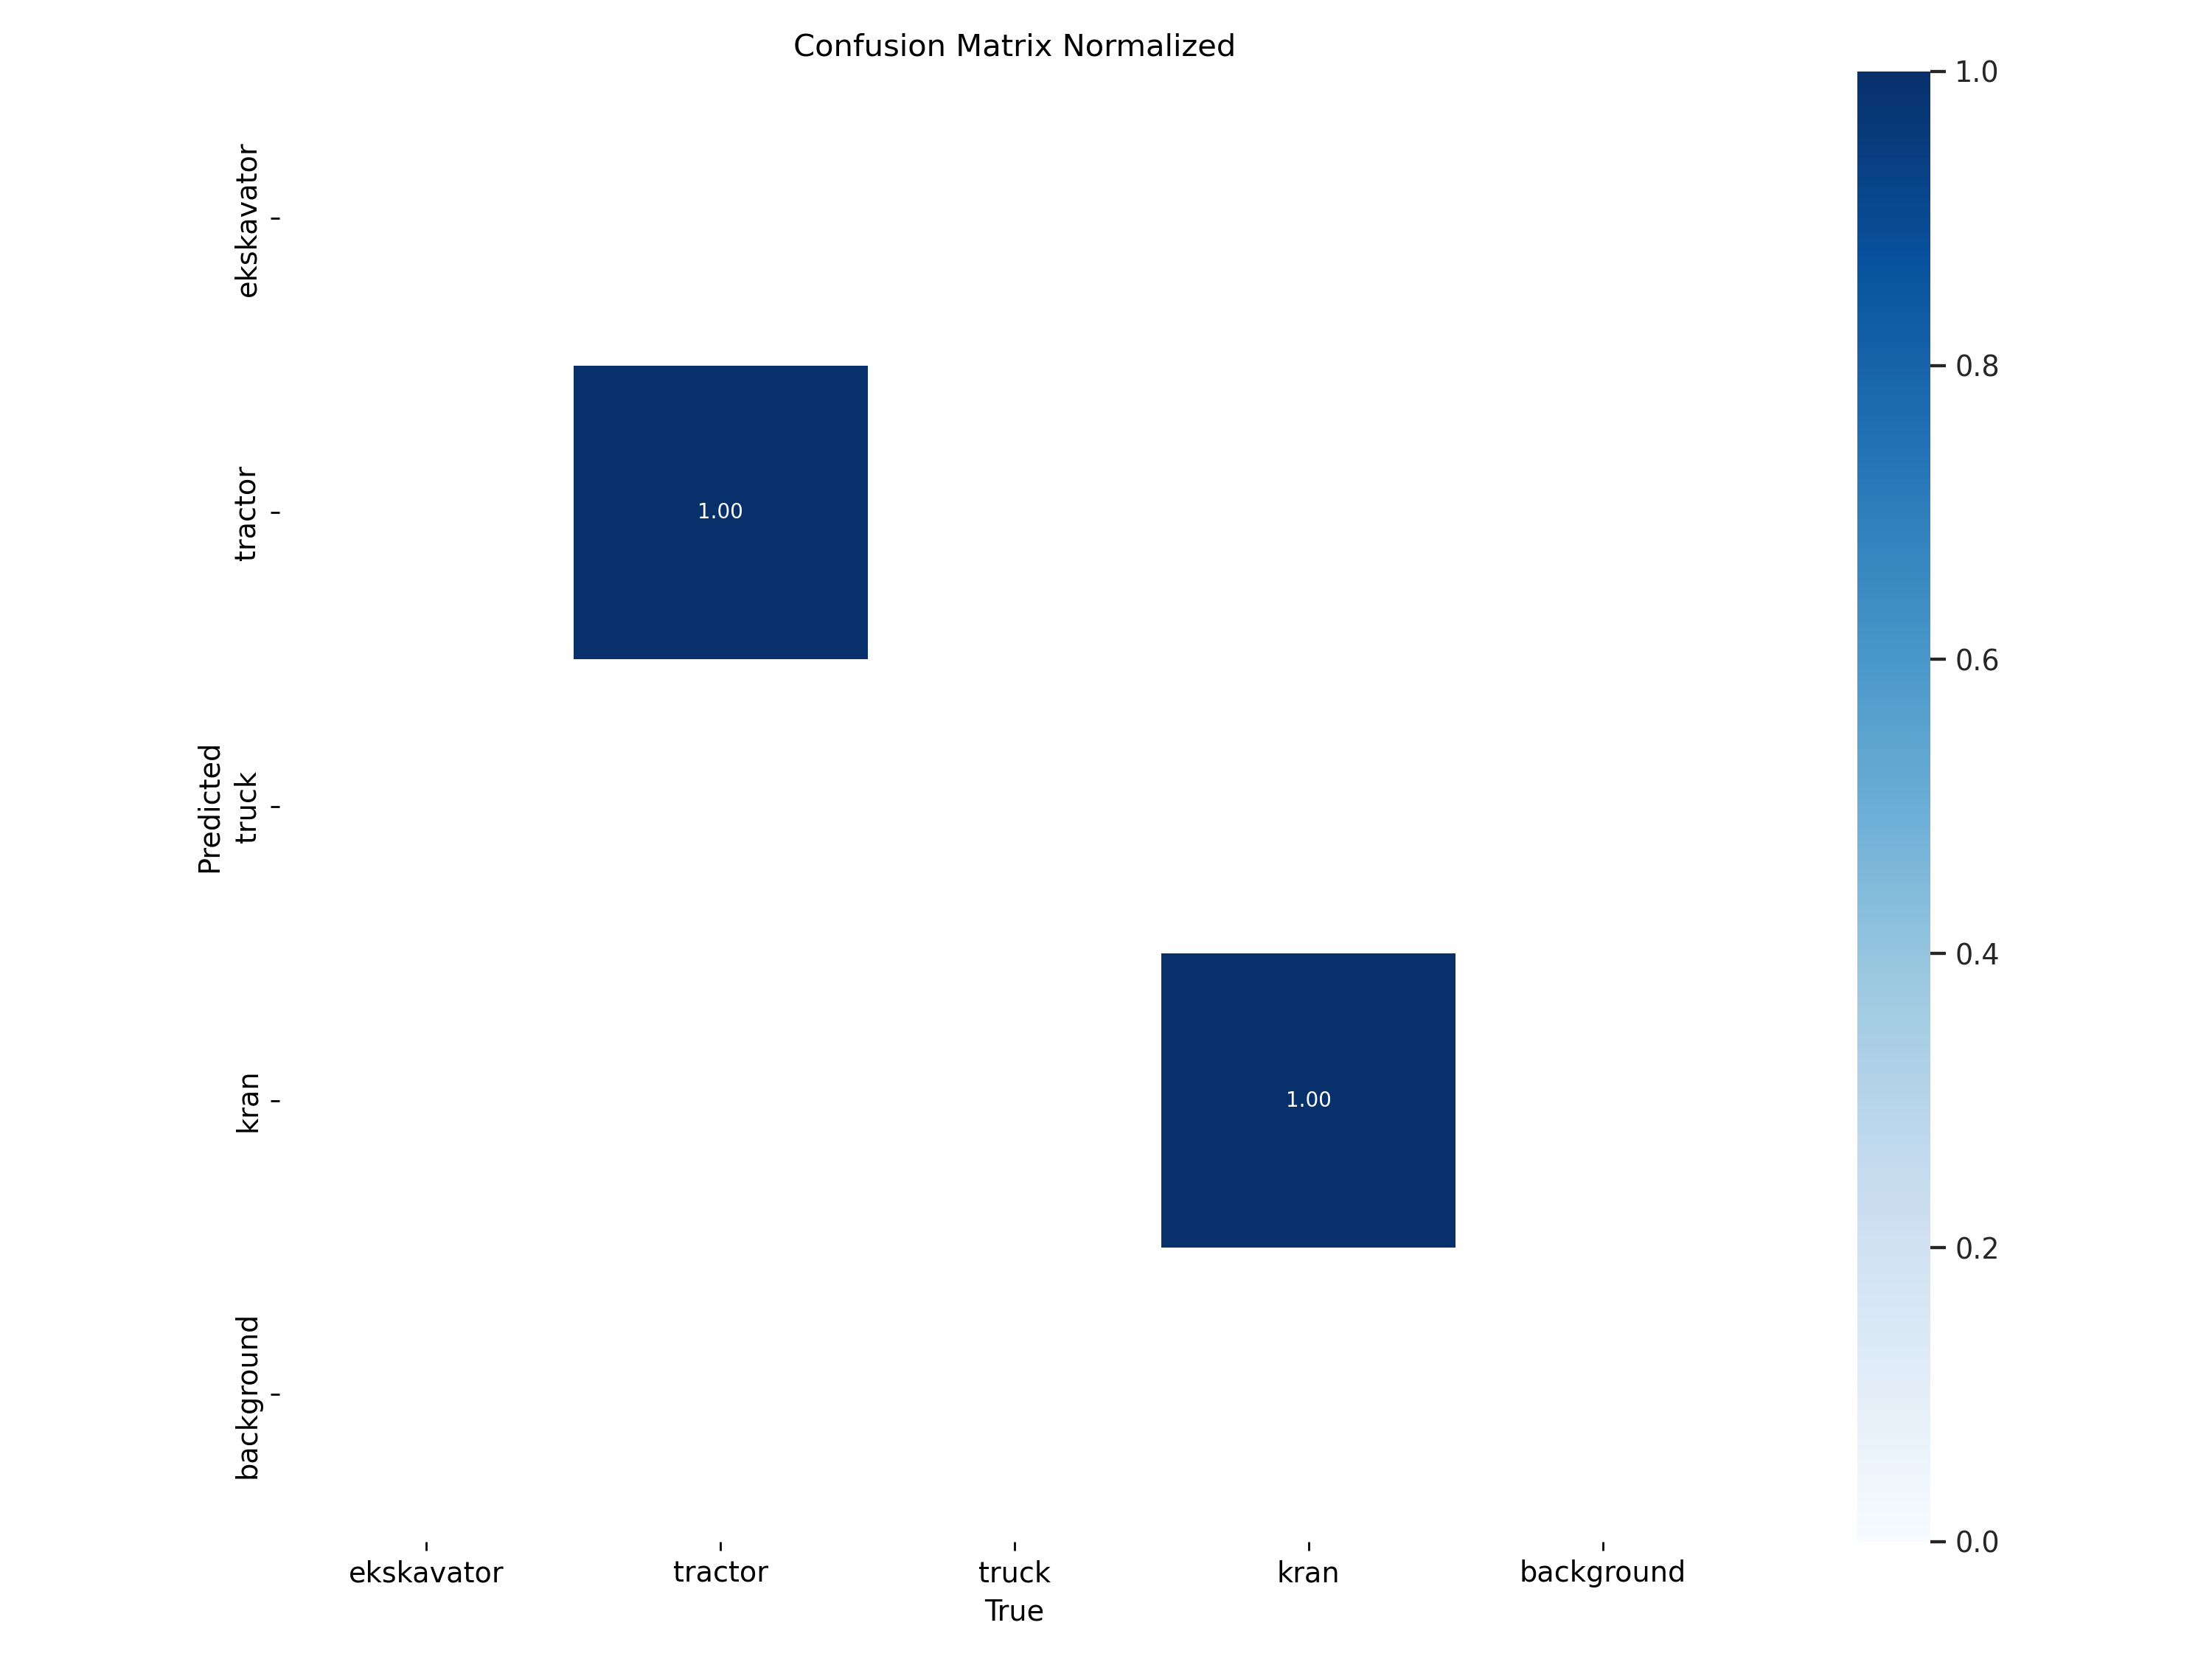 Confusion Matrix Normalized
1.0
ekskavator
0.8
tractor
1.00
0.6
Predicted
truck
0.4
kran
1.00
0.2
background
0.0
ekskavator tractor truck kran background
True